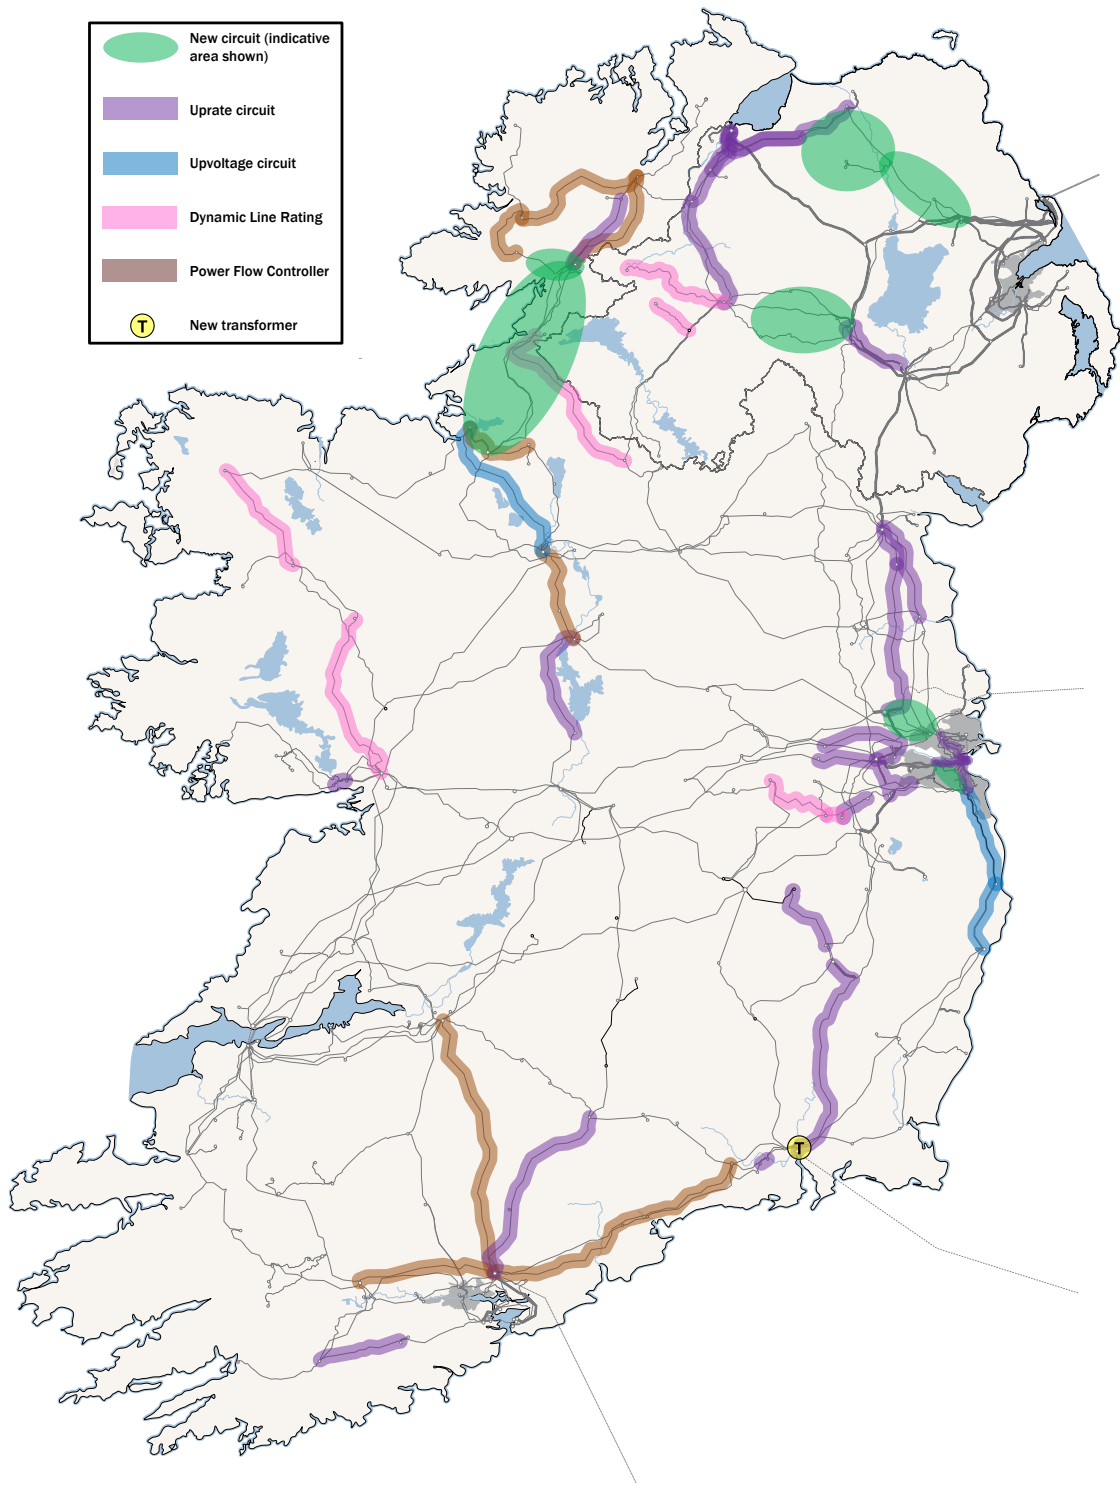 New circuit (indicative
area shown)
Uprate circuit
Upvoltage circuit
Dynamic Line Rating
Power Flow Controller
T
New transformer
T